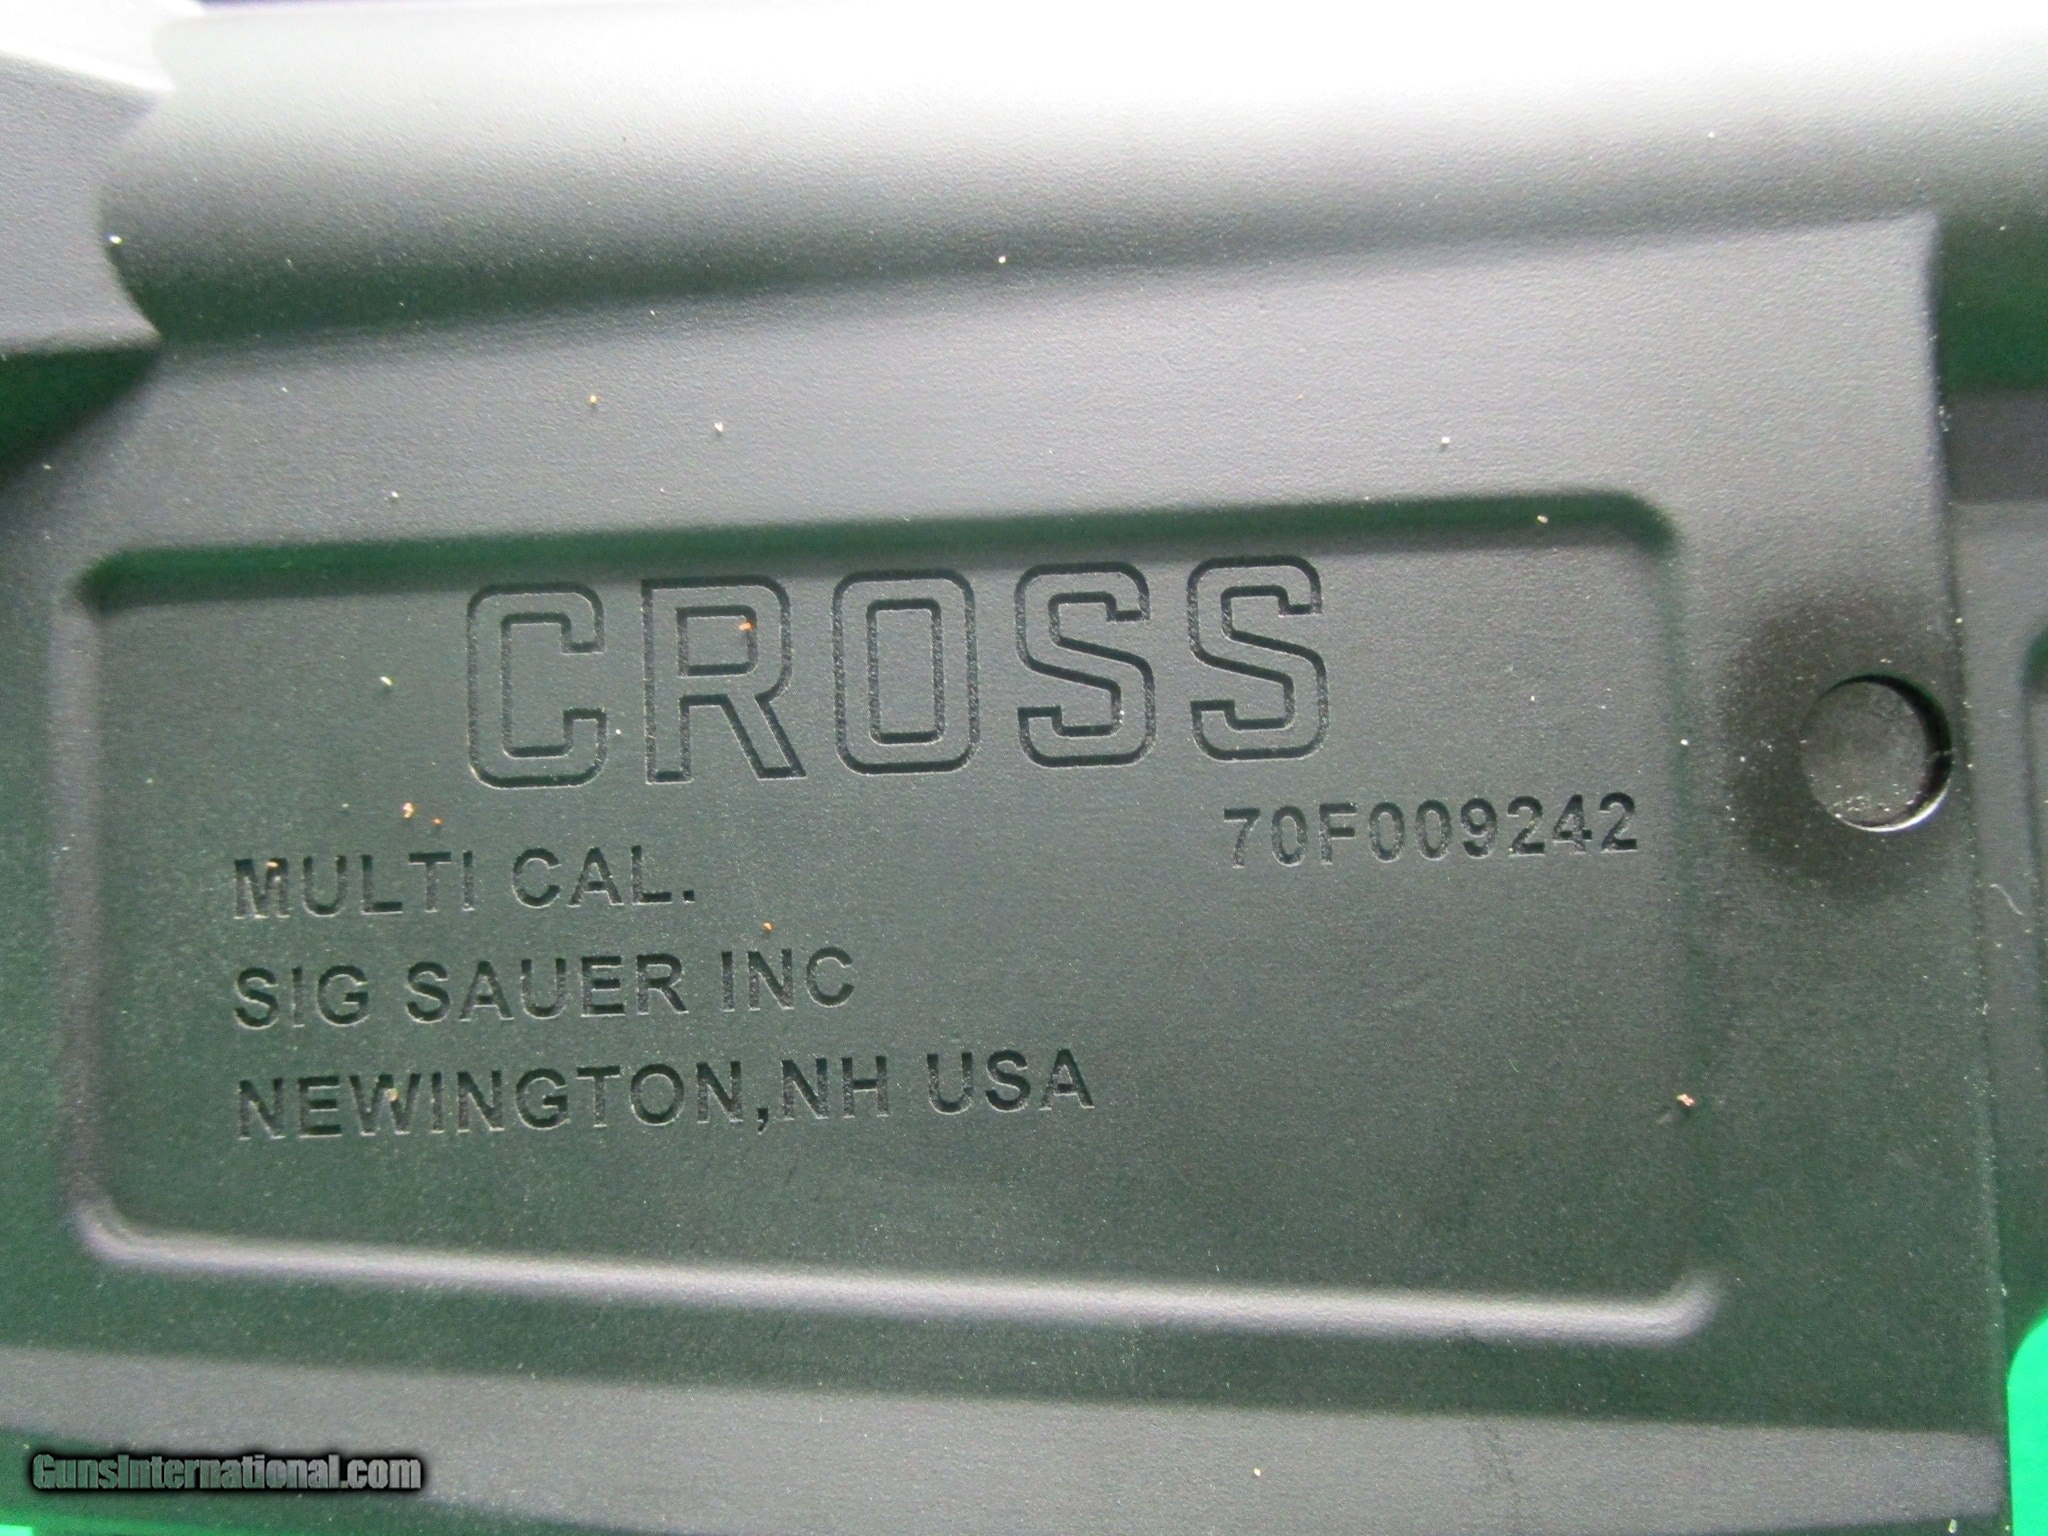 CROSS
70F009242
MULTI CAL.
SIG SAUER INC
NEWINGTON,NH USA
GunsInternational.com